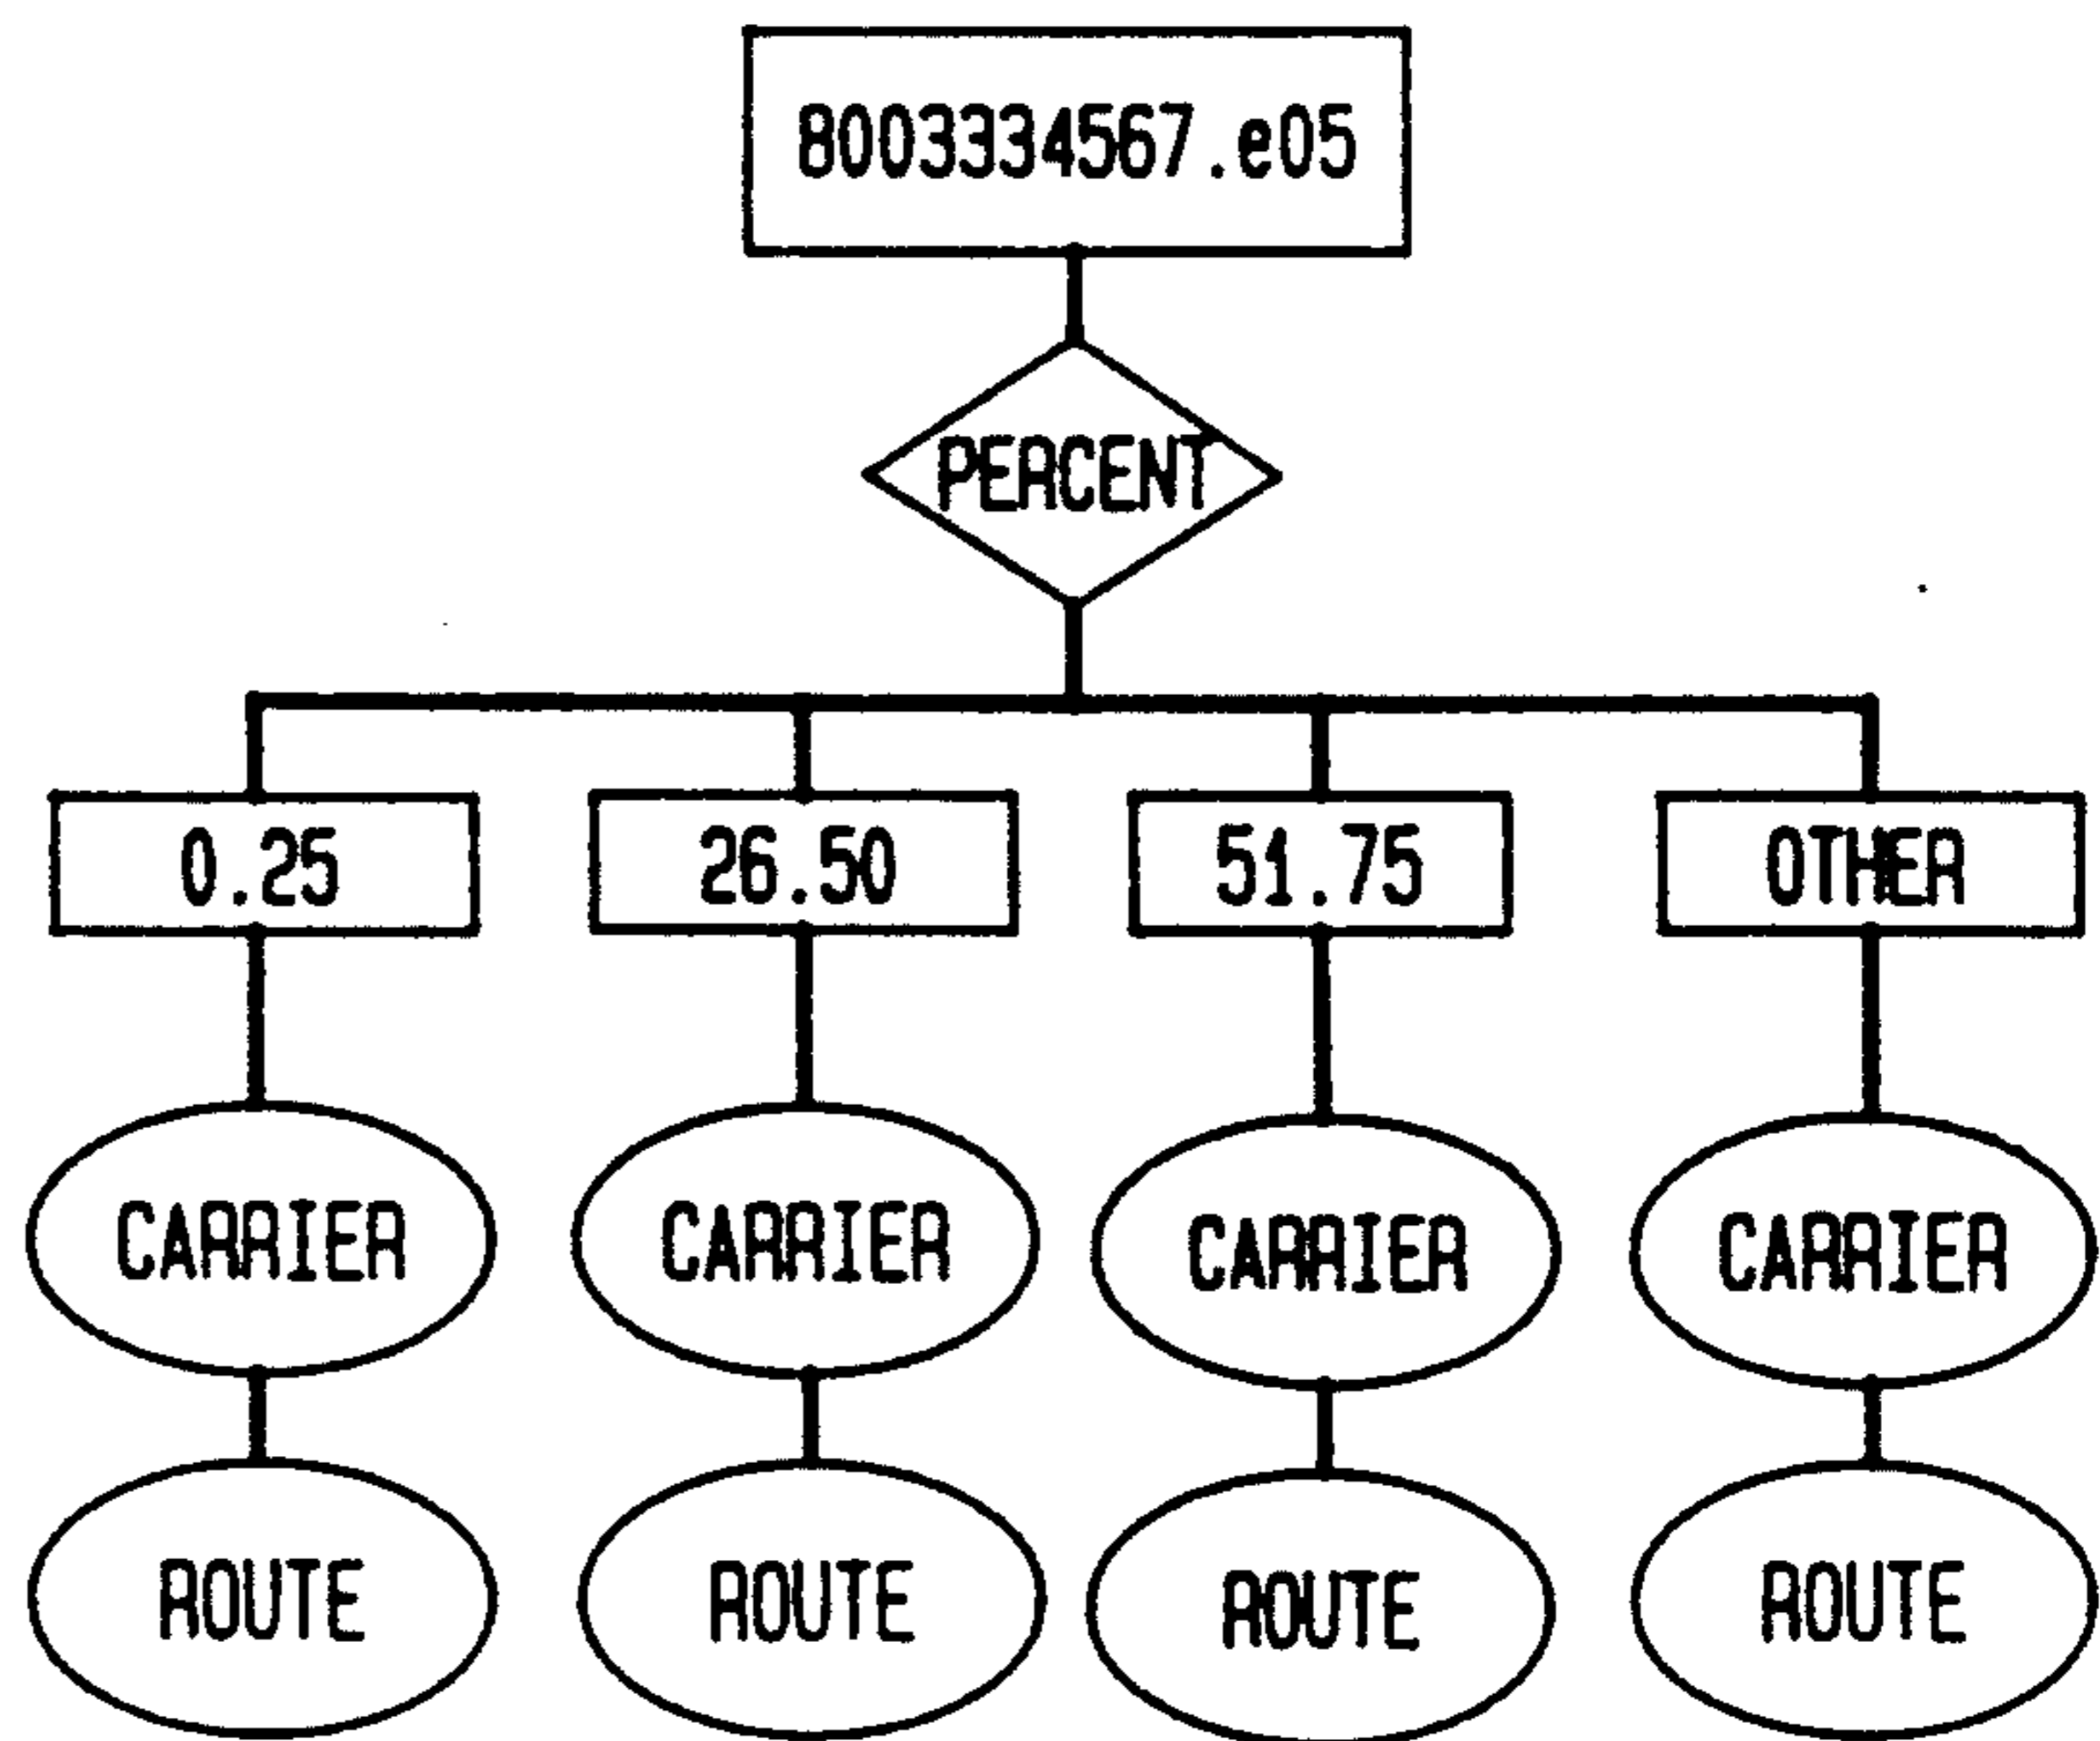 8003334567.e05
PERCENT
0.25 26.50 51.75 OTHER
CARRIER CARRIER CARRIER CARRIER
ROUTE ROUTE ROUTE ROUTE